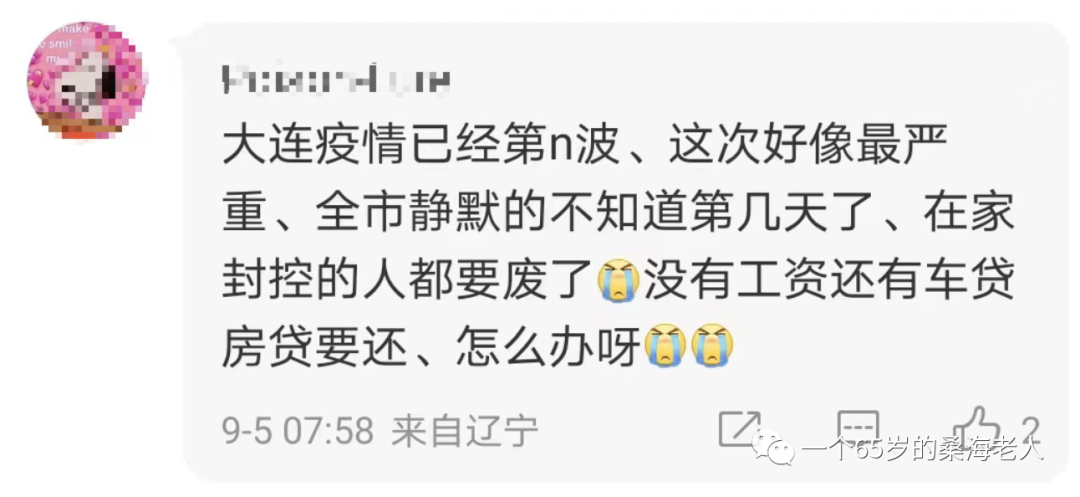 make
smil
大连疫情已经第n波、这次好像最严
重、全市静默的不知道第几天了、在家
封控的人都要废了😭没有工资还有车贷
房贷要还、怎么办呀😭😭
9-5 07:58 来自辽宁
2
一个65岁的桑海老人